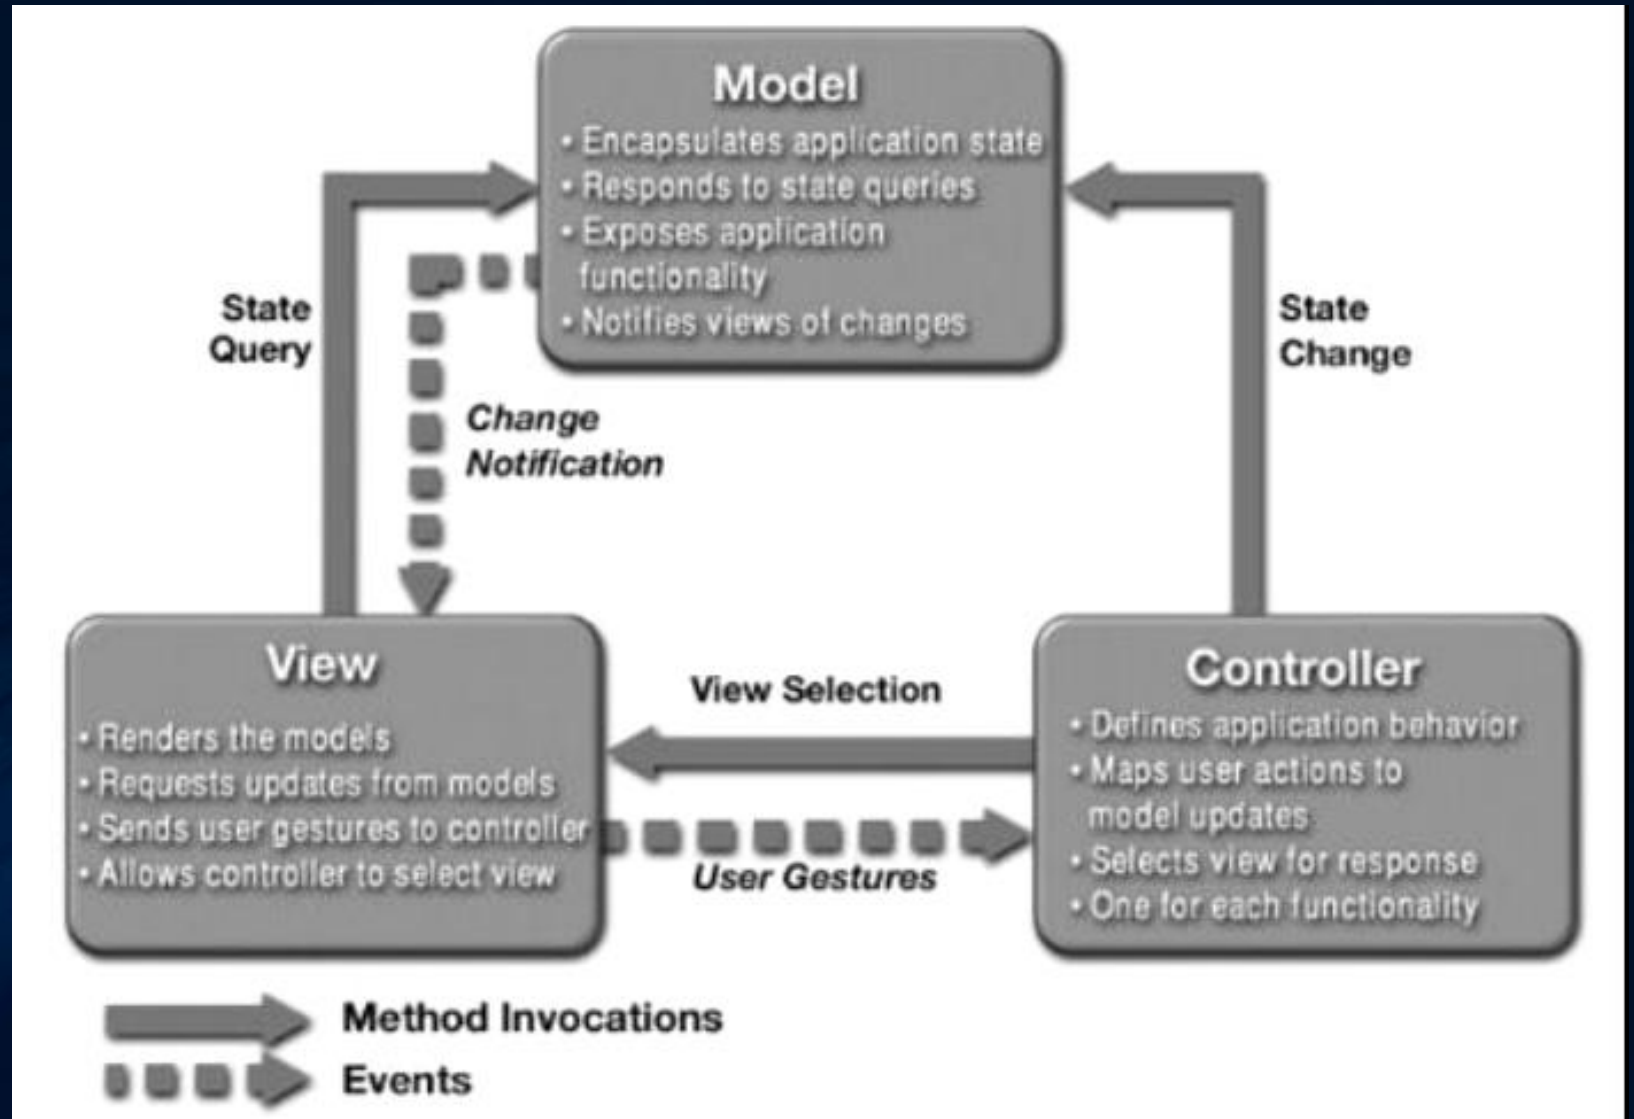 Model
• Encapsulates application state
• Responds to state queries
• Exposes application
functionality
• Notifies views of changes
State
Query
Change
Notification
State
Change
View
• Renders the models
• Requests updates from models
• Sends user gestures to controller
• Allows controller to select view
View Selection
User Gestures
Controller
• Defines application behavior
• Maps user actions to
model updates
• Selects view for response
• One for each functionality
Method Invocations
Events